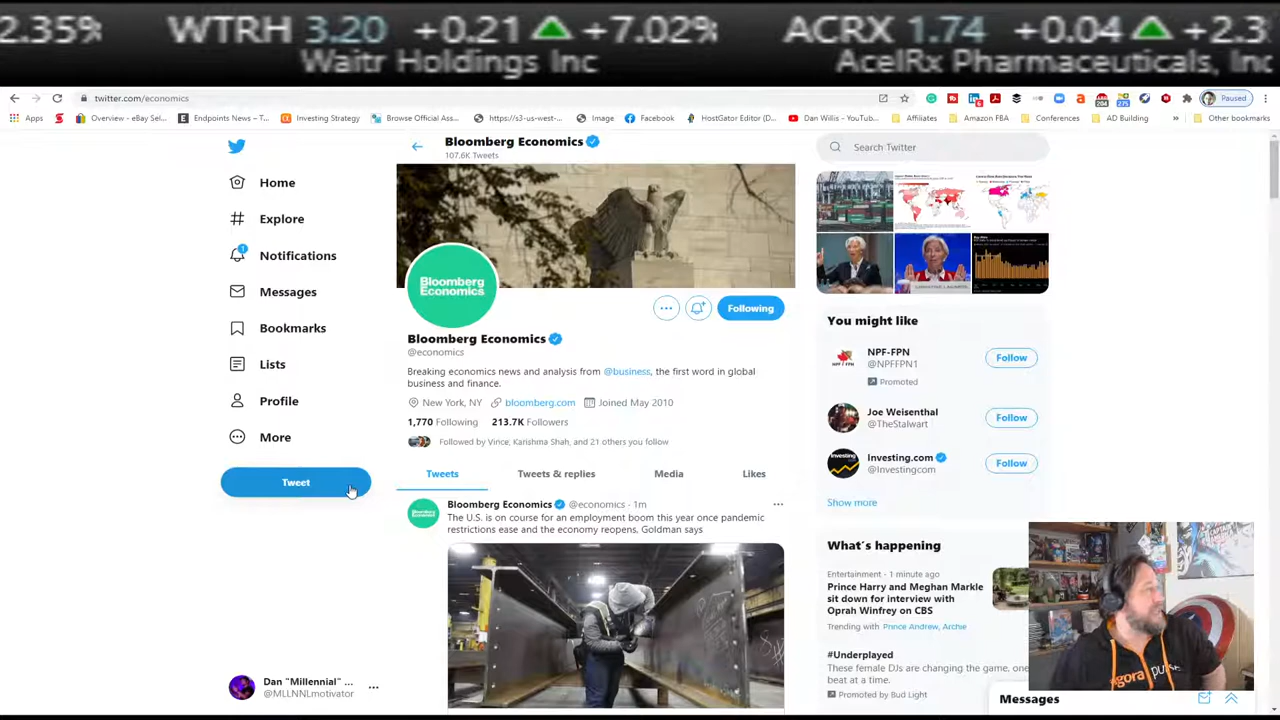 2.35%
WTRH 3.20 +0.21 +7.02%
Waitr Holdings Inc
ACRX 1.74 +0.04 +2.3
AcelRx Pharmaceuticals, Inc
twitter.com/economics
Paused
Apps
Overview - eBay Sel...
Endpoints News – T...
Investing Strategy
Browse Official Ass...
https://s3-us-west-...
Image
Facebook
HostGator Editor (D...
Dan Willis - YouTub...
Affiliates
Amazon FBA
Conferences
AD Building
»
Other bookmarks
Home
Explore
1
Notifications
Messages
Bookmarks
Lists
Profile
More
Tweet
Dan "Millennial" ...
@MLLNNLmotivator
Bloomberg Economics
107.6K Tweets
Bloomberg
Economics
Following
Bloomberg Economics
@economics
Breaking economics news and analysis from @business, the first word in global
business and finance.
New York, NY bloomberg.com Joined May 2010
1,770 Following 213.7K Followers
Followed by Vince, Karishma Shah, and 21 others you follow
Tweets Tweets & replies Media Likes
Bloomberg Economics @economics · 1m
The U.S. is on course for an employment boom this year once pandemic
restrictions ease and the economy reopens, Goldman says
Search Twitter
You might like
NPF-FPN
@NPFFPN1
Promoted
Follow
Joe Weisenthal
@TheStalwart
Follow
Investing.com
@Investingcom
Follow
Show more
What's happening
Entertainment · 1 minute ago
Prince Harry and Meghan Markle
sit down for interview with
Oprah Winfrey on CBS
Trending with Prince Andrew, Archie
#Underplayed
These female DJs are changing the game, one
beat at a time.
Promoted by Bud Light
Messages